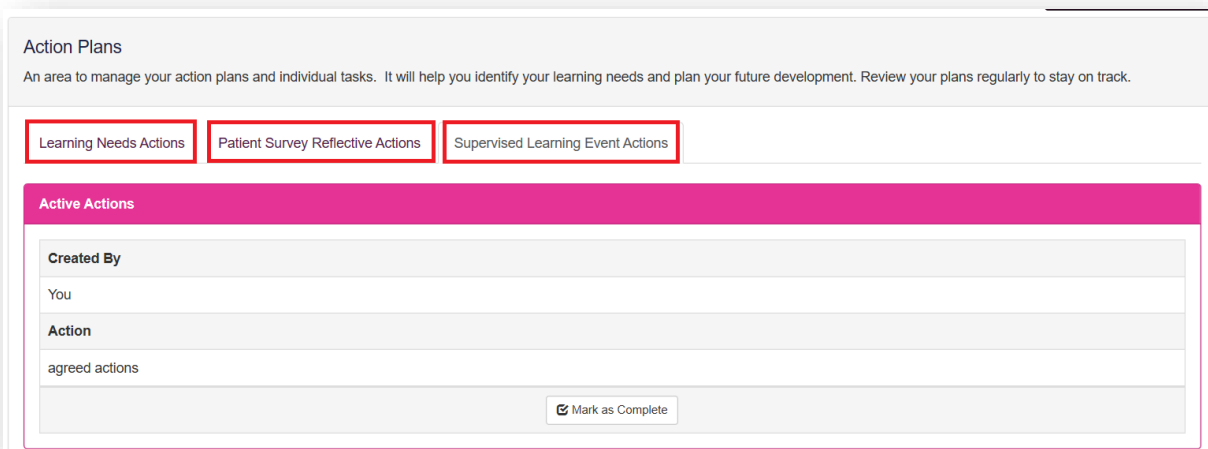 Action Plans
An area to manage your action plans and individual tasks.  It will help you identify your learning needs and plan your future development. Review your plans regularly to stay on track.
Learning Needs Actions
Patient Survey Reflective Actions
Supervised Learning Event Actions
Active Actions
Created By
You
Action
agreed actions
Mark as Complete